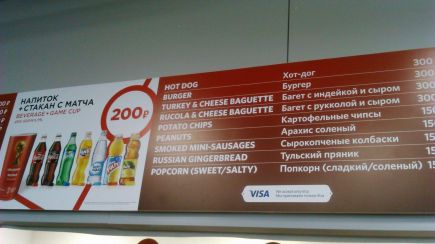 НАПИТОК
+ СТАКАН С МАТЧА
BEVERAGE + GAME CUP
200₽
HOT DOG Хот-дог 300
BURGER Бургер 300
TURKEY & CHEESE BAGUETTE Багет с индейкой и сыром 300
RUCOLA & CHEESE BAGUETTE Багет с рукколой и сыром
POTATO CHIPS Картофельные чипсы
PEANUTS Арахис соленый
SMOKED MINI-SAUSAGES Сырокопченые колбаски
RUSSIAN GINGERBREAD Тульский пряник
POPCORN (SWEET/SALTY) Попкорн (сладкий/соленый)
VISA